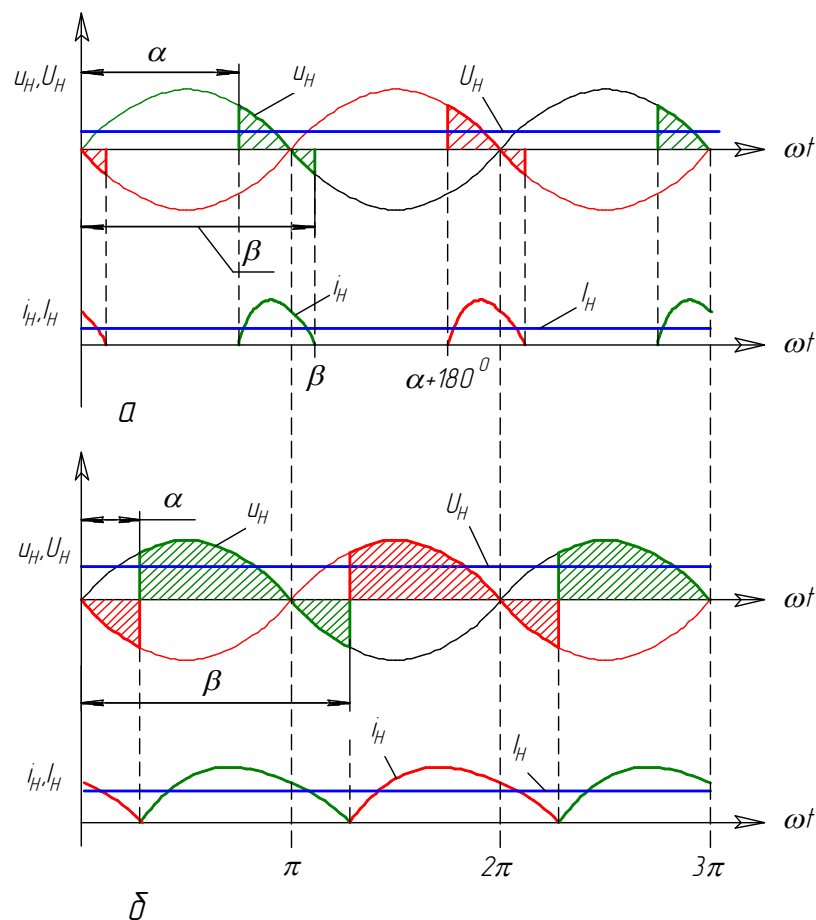 α
u_H, U_H
u_H
U_H
ωt
β
i_H, I_H
i_H
I_H
ωt
β
α+180⁰
а
α
u_H
U_H
u_H, U_H
ωt
β
i_H
I_H
i_H, I_H
ωt
π
2π
3π
б